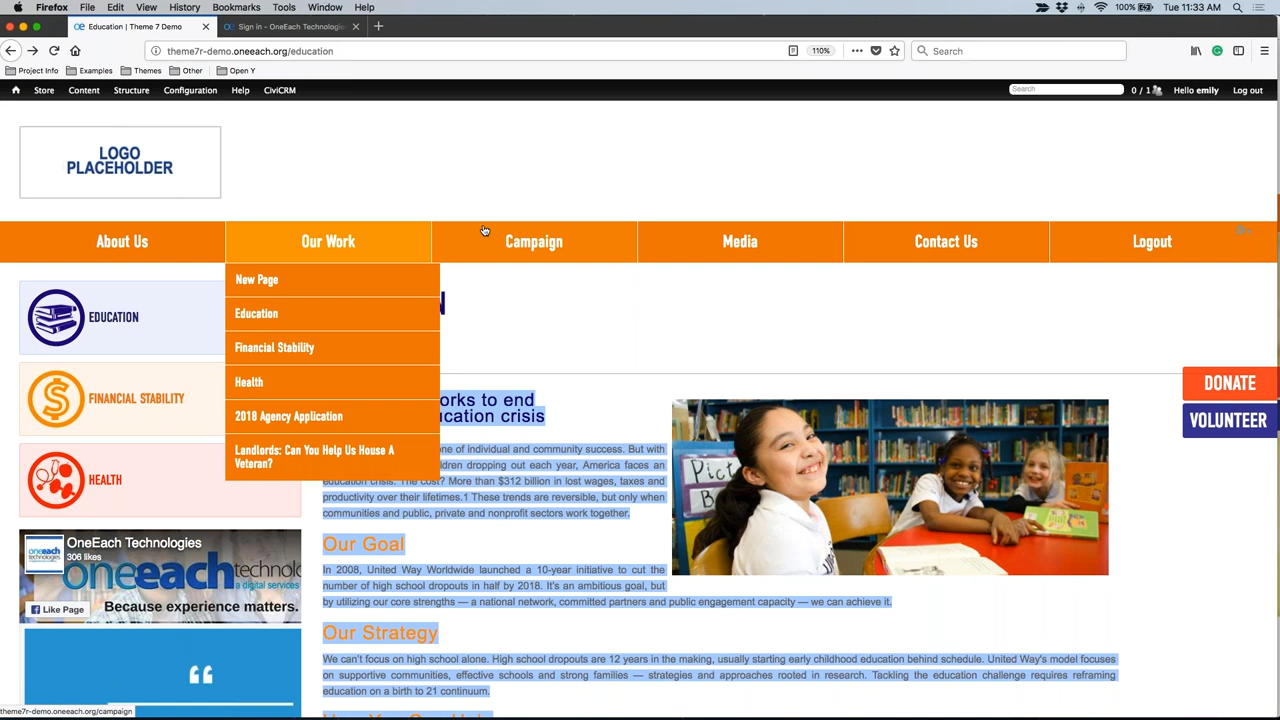 Firefox File Edit View History Bookmarks Tools Window Help 100% Tue 11:33 AM
Education | Theme 7 Demo Sign in - OneEach Technologie
theme7r-demo.oneeach.org/education 110% Search
Project Info Examples Themes Other Open Y
Store Content Structure Configuration Help CiviCRM Search 0 / 1 Hello emily Log out
LOGO
PLACEHOLDER
About Us Our Work Campaign Media Contact Us Logout
New Page
Education
Financial Stability
Health
2018 Agency Application
Landlords: Can You Help Us House A
Veteran?
EDUCATION
FINANCIAL STABILITY
HEALTH
OneEach Technologies
306 likes
oneeach technolo
a digital services
Like Page
Because experience matters.
“
N
orks to end
ucation crisis
one of individual and community success. But with
ldren dropping out each year, America faces an
education crisis. The cost? More than $312 billion in lost wages, taxes and
productivity over their lifetimes.1 These trends are reversible, but only when
communities and public, private and nonprofit sectors work together.
Our Goal
In 2008, United Way Worldwide launched a 10-year initiative to cut the
number of high school dropouts in half by 2018. It's an ambitious goal, but
by utilizing our core strengths — a national network, committed partners and public engagement capacity — we can achieve it.
Our Strategy
We can't focus on high school alone. High school dropouts are 12 years in the making, usually starting early childhood education behind schedule. United Way's model focuses
on supportive communities, effective schools and strong families — strategies and approaches rooted in research. Tackling the education challenge requires reframing
education on a birth to 21 continuum.
DONATE
VOLUNTEER
theme7r-demo.oneeach.org/campaign